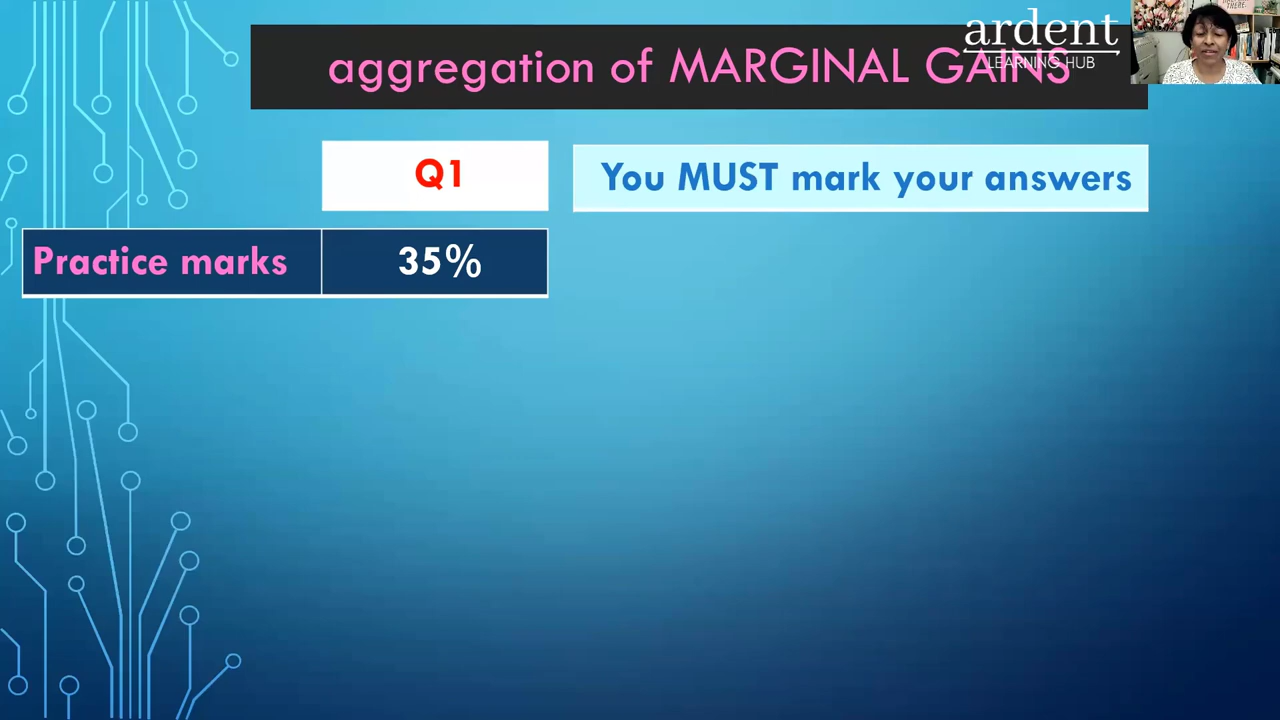 aggregation of MARGINAL GAINS
ardent
LEARNING HUB
Q1
You MUST mark your answers
Practice marks
35%